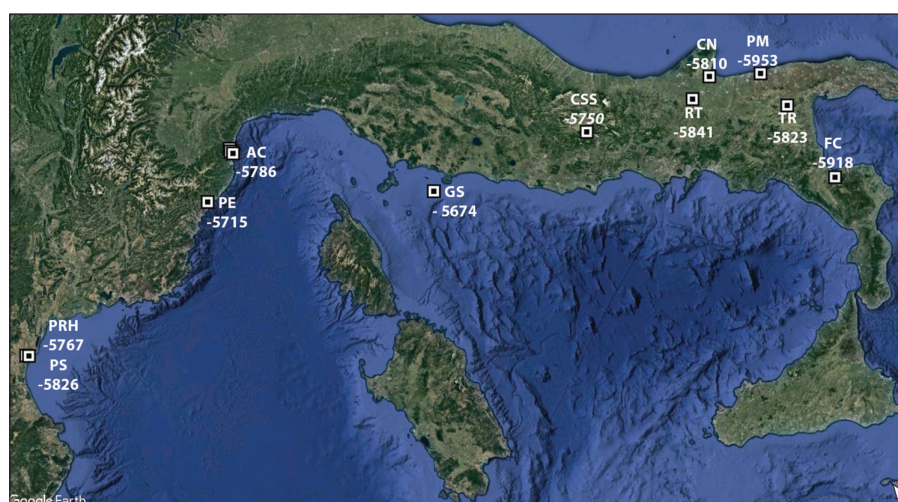 CN
-5810
PM
-5953
CSS
-5750
RT
-5841
TR
-5823
FC
-5918
AC
-5786
PE
-5715
GS
- 5674
PRH
-5767
PS
-5826
Google Earth